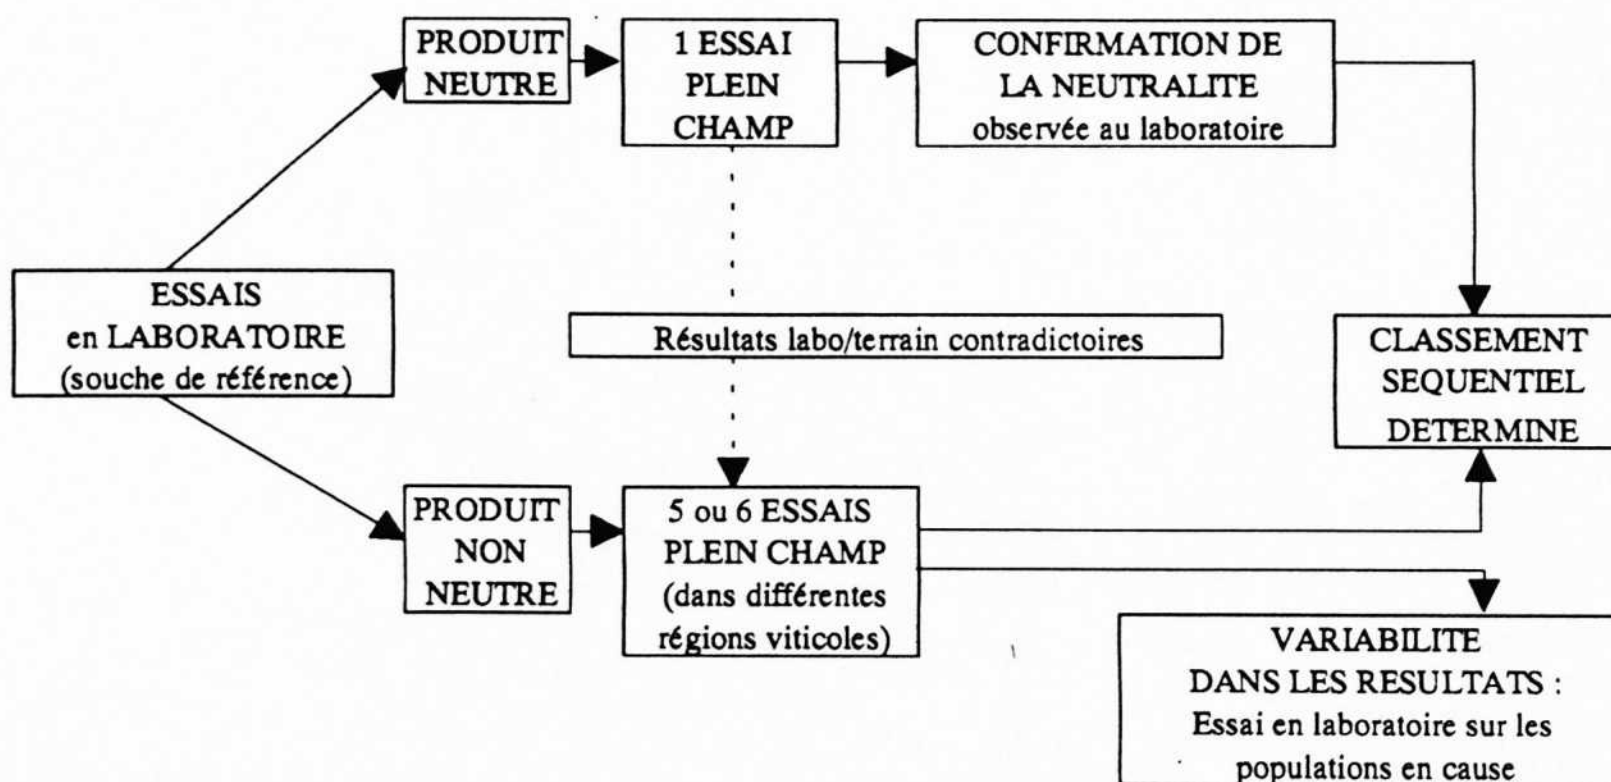 PRODUIT
NEUTRE
1 ESSAI
PLEIN
CHAMP
CONFIRMATION DE
LA NEUTRALITE
observée au laboratoire
ESSAIS
en LABORATOIRE
(souche de référence)
Résultats labo/terrain contradictoires
CLASSEMENT
SEQUENTIEL
DETERMINE
PRODUIT
NON
NEUTRE
5 ou 6 ESSAIS
PLEIN CHAMP
(dans différentes
régions viticoles)
VARIABILITE
DANS LES RESULTATS :
Essai en laboratoire sur les
populations en cause